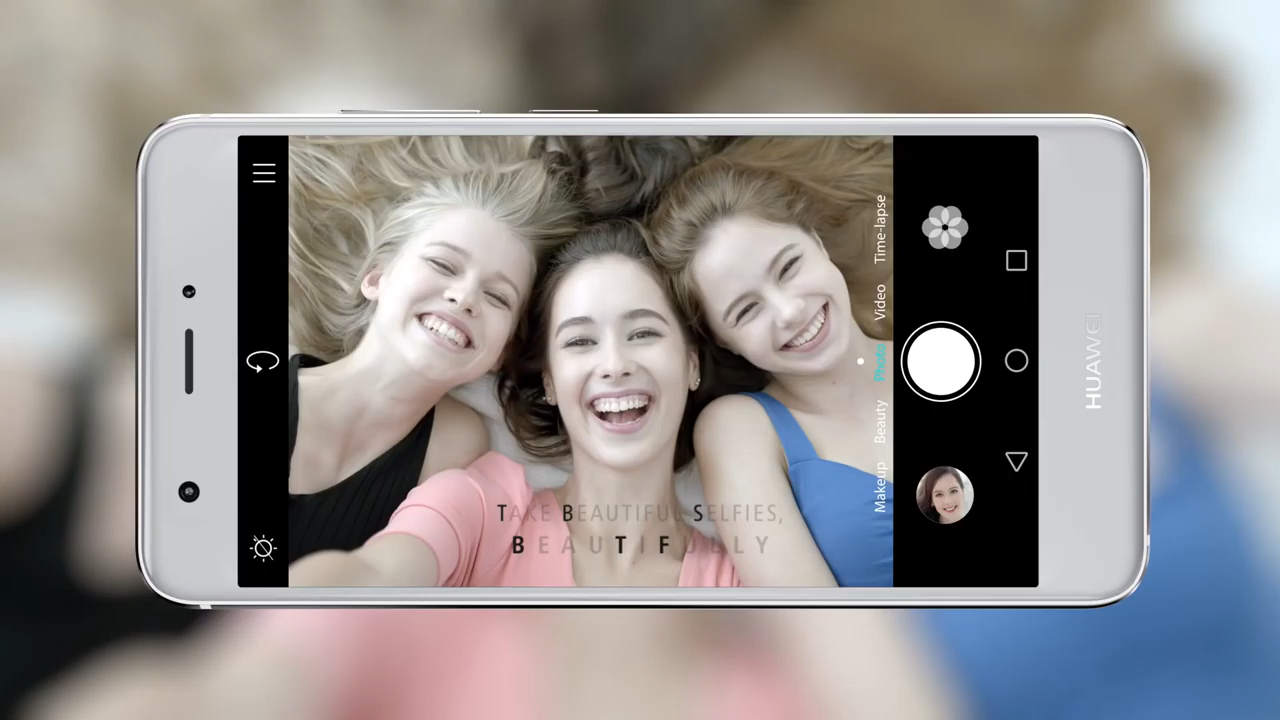 Time-lapse
Video
Photo
Beauty
Makeup
HUAWEI
TAKE BEAUTIFUL SELFIES,
BEAUTIFULLY